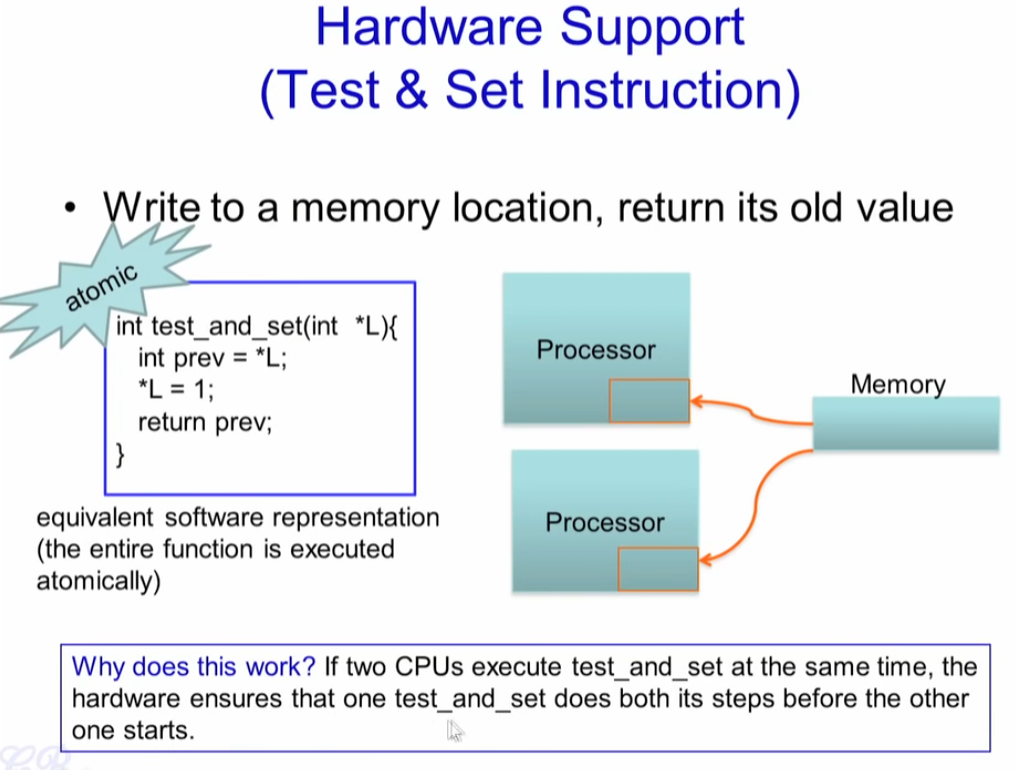 Hardware Support
(Test & Set Instruction)
• Write to a memory location, return its old value
atomic
int test_and_set(int *L){
int prev = *L;
*L = 1;
return prev;
}
equivalent software representation
(the entire function is executed
atomically)
Processor
Memory
Processor
Why does this work? If two CPUs execute test_and_set at the same time, the
hardware ensures that one test_and_set does both its steps before the other
one starts.